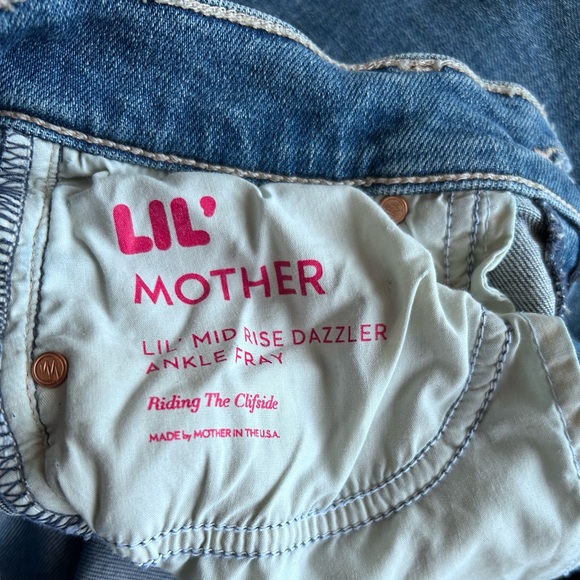 LIL'
MOTHER
LIL' MID RISE DAZZLER
ANKLE FRAY
Riding The Clifside
MADE by MOTHER IN THE U.S.A.
M